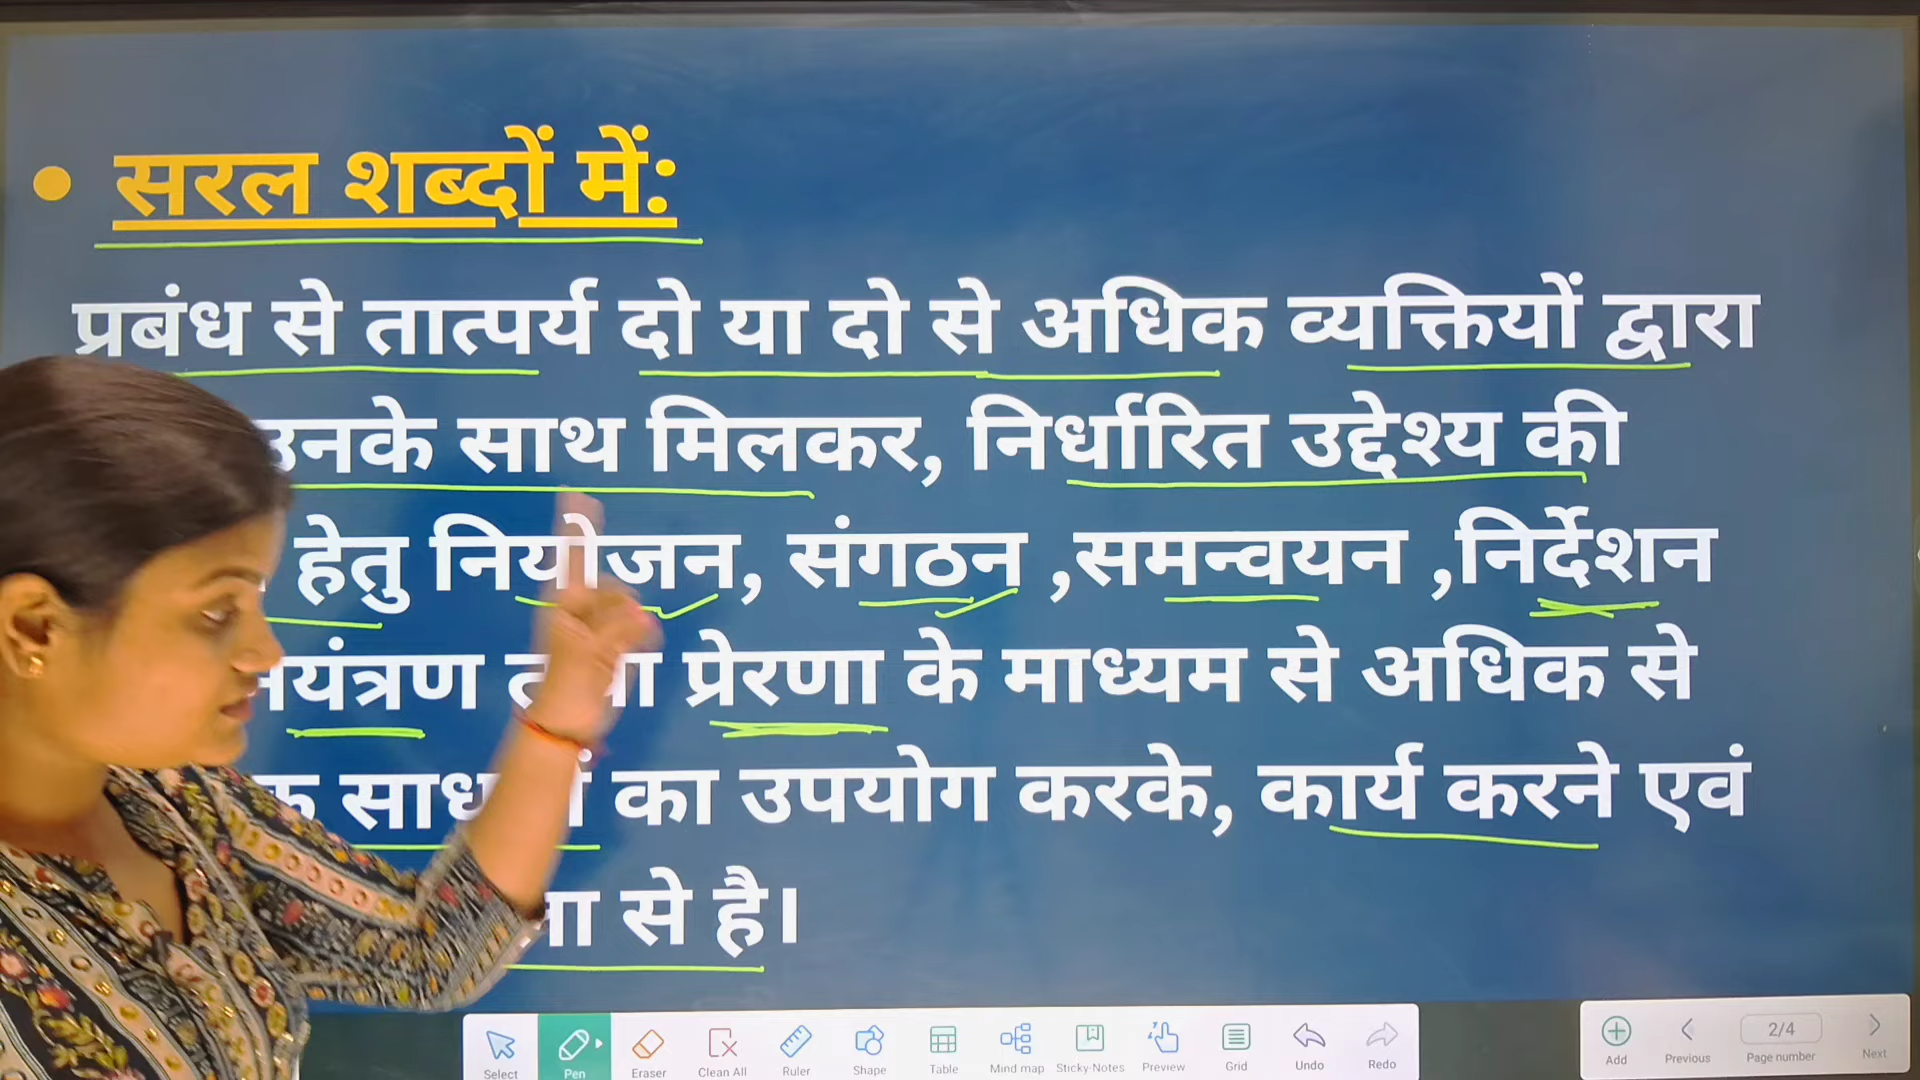 • सरल शब्दों में:
प्रबंध से तात्पर्य दो या दो से अधिक व्यक्तियों द्वारा
उनके साथ मिलकर, निर्धारित उद्देश्य की
हेतु नियोजन, संगठन ,समन्वयन ,निर्देशन
प्रेरणा के माध्यम से अधिक से
का उपयोग करके, कार्य करने एवं
से है।
Select Pen Eraser Clean All Ruler Shape Table Mind map Sticky-Notes Preview Grid Undo Redo Add Previous 2/4 Page number Next